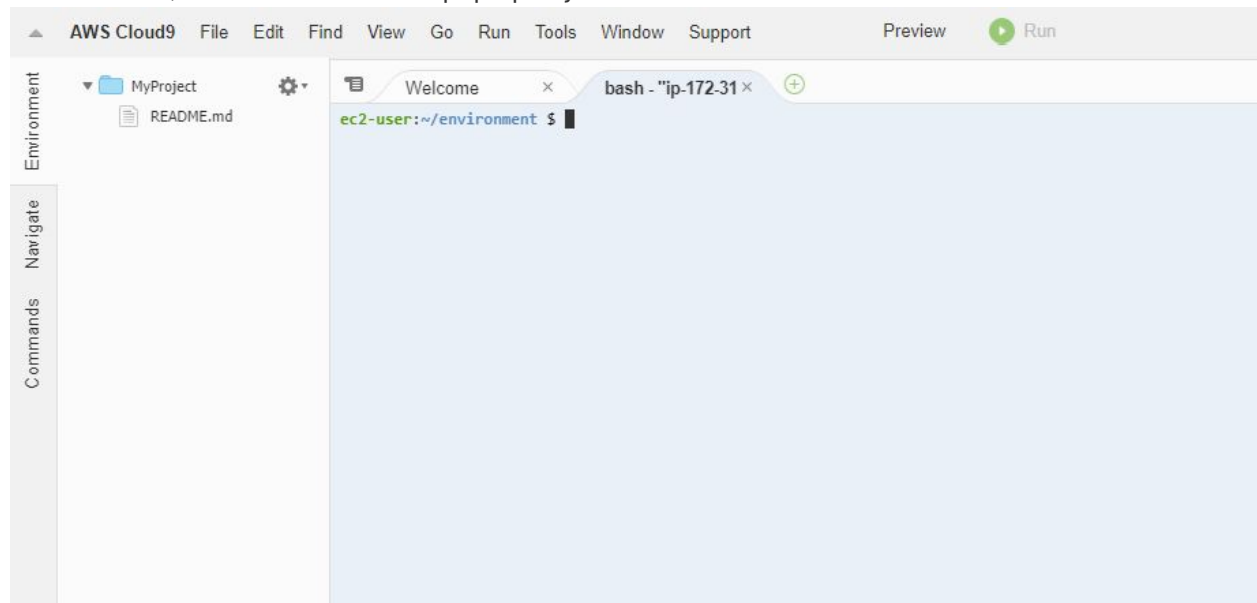 AWS Cloud9 File Edit Find View Go Run Tools Window Support Preview Run
Environment
Navigate
Commands
MyProject
README.md
Welcome
bash - "ip-172-31
ec2-user:~/environment $